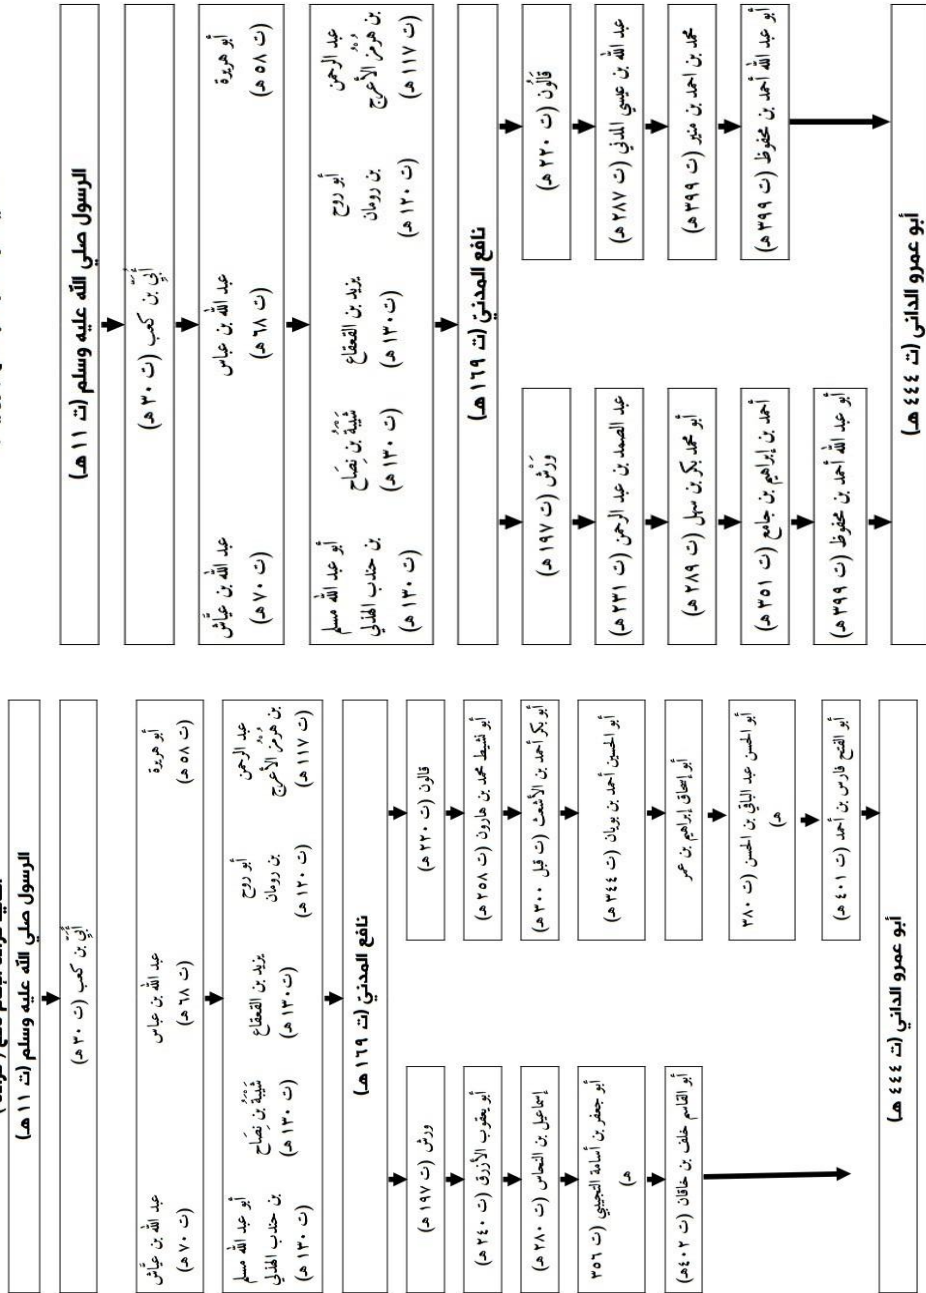 الرسول صلي الله عليه وسلم (ت ١١ هـ)
أُبَيّ بن كعب (ت ٣٠ هـ)
أبو هريرة
(ت ٥٨ هـ)
عبد الله بن عباس
(ت ٦٨ هـ)
عبد الله بن عيَّاش
(ت ٧٠ هـ)
عبد الرحمن
بن هرمز الأعرج
(ت ١١٧ هـ)
أبو روح
بن رومان
(ت ١٢٠ هـ)
يزيد بن القعقاع
(ت ١٣٠ هـ)
شَيْبَةُ بن نِصَاح
(ت ١٣٠ هـ)
أبو عبد الله مسلم
بن جندب الهذلي
(ت ١٣٠ هـ)
نافع المدنيّ (ت ١٦٩ هـ)
قَالُون (ت ٢٢٠ هـ)
عبد الله بن عيسي المدني (ت ٢٨٧ هـ)
محمد بن احمد بن منير (ت ٣٩٩ هـ)
أبو عبد الله أحمد بن محفوظ (ت ٣٩٩ هـ)
وَرْش (ت ١٩٧ هـ)
عبد الصمد بن عبد الرحمن (ت ٢٣١ هـ)
أبو محمد بكر بن سهل (ت ٢٨٩ هـ)
أحمد بن إبراهيم بن جامع (ت ٣٥١ هـ)
أبو عبد الله أحمد بن محفوظ (ت ٣٩٩ هـ)
أبو عمرو الداني (ت ٤٤٤ هـ)
الرسول صلي الله عليه وسلم (ت ١١ هـ)
أُبَيّ بن كعب (ت ٣٠ هـ)
أبو هريرة
(ت ٥٨ هـ)
عبد الله بن عباس
(ت ٦٨ هـ)
عبد الله بن عيَّاش
(ت ٧٠ هـ)
عبد الرحمن
بن هرمز الأعرج
(ت ١١٧ هـ)
أبو روح
بن رومان
(ت ١٢٠ هـ)
يزيد بن القعقاع
(ت ١٣٠ هـ)
شَيْبَةُ بن نِصَاح
(ت ١٣٠ هـ)
أبو عبد الله مسلم
بن جندب الهذلي
(ت ١٣٠ هـ)
نافع المدنيّ (ت ١٦٩ هـ)
قالون (ت ٢٢٠ هـ)
أبو نشيط محمد بن هارون (ت ٢٥٨ هـ)
أبو بكر أحمد بن الأشعث (ت قبل ٣٠٠ هـ)
أبو الحسين أحمد بن بويان (ت ٣٤٤ هـ)
أبو إسحاق إبراهيم بن عمر
أبو الحسن عبد الباقي بن الحسن (ت ٣٨٠
هـ)
أبو الفتح فارس بن أحمد (ت ٤٠١ هـ)
ورش (ت ١٩٧ هـ)
أبو يعقوب الأزرق (ت ٢٤٠ هـ)
إسماعيل بن النحاس (ت ٢٨٠ هـ)
أبو جعفر بن أسامة التجيبي (ت ٣٥٦
هـ)
أبو القاسم خلف بن خاقان (ت ٤٠٢هـ)
أبو عمرو الداني (ت ٤٤٤ هـ)